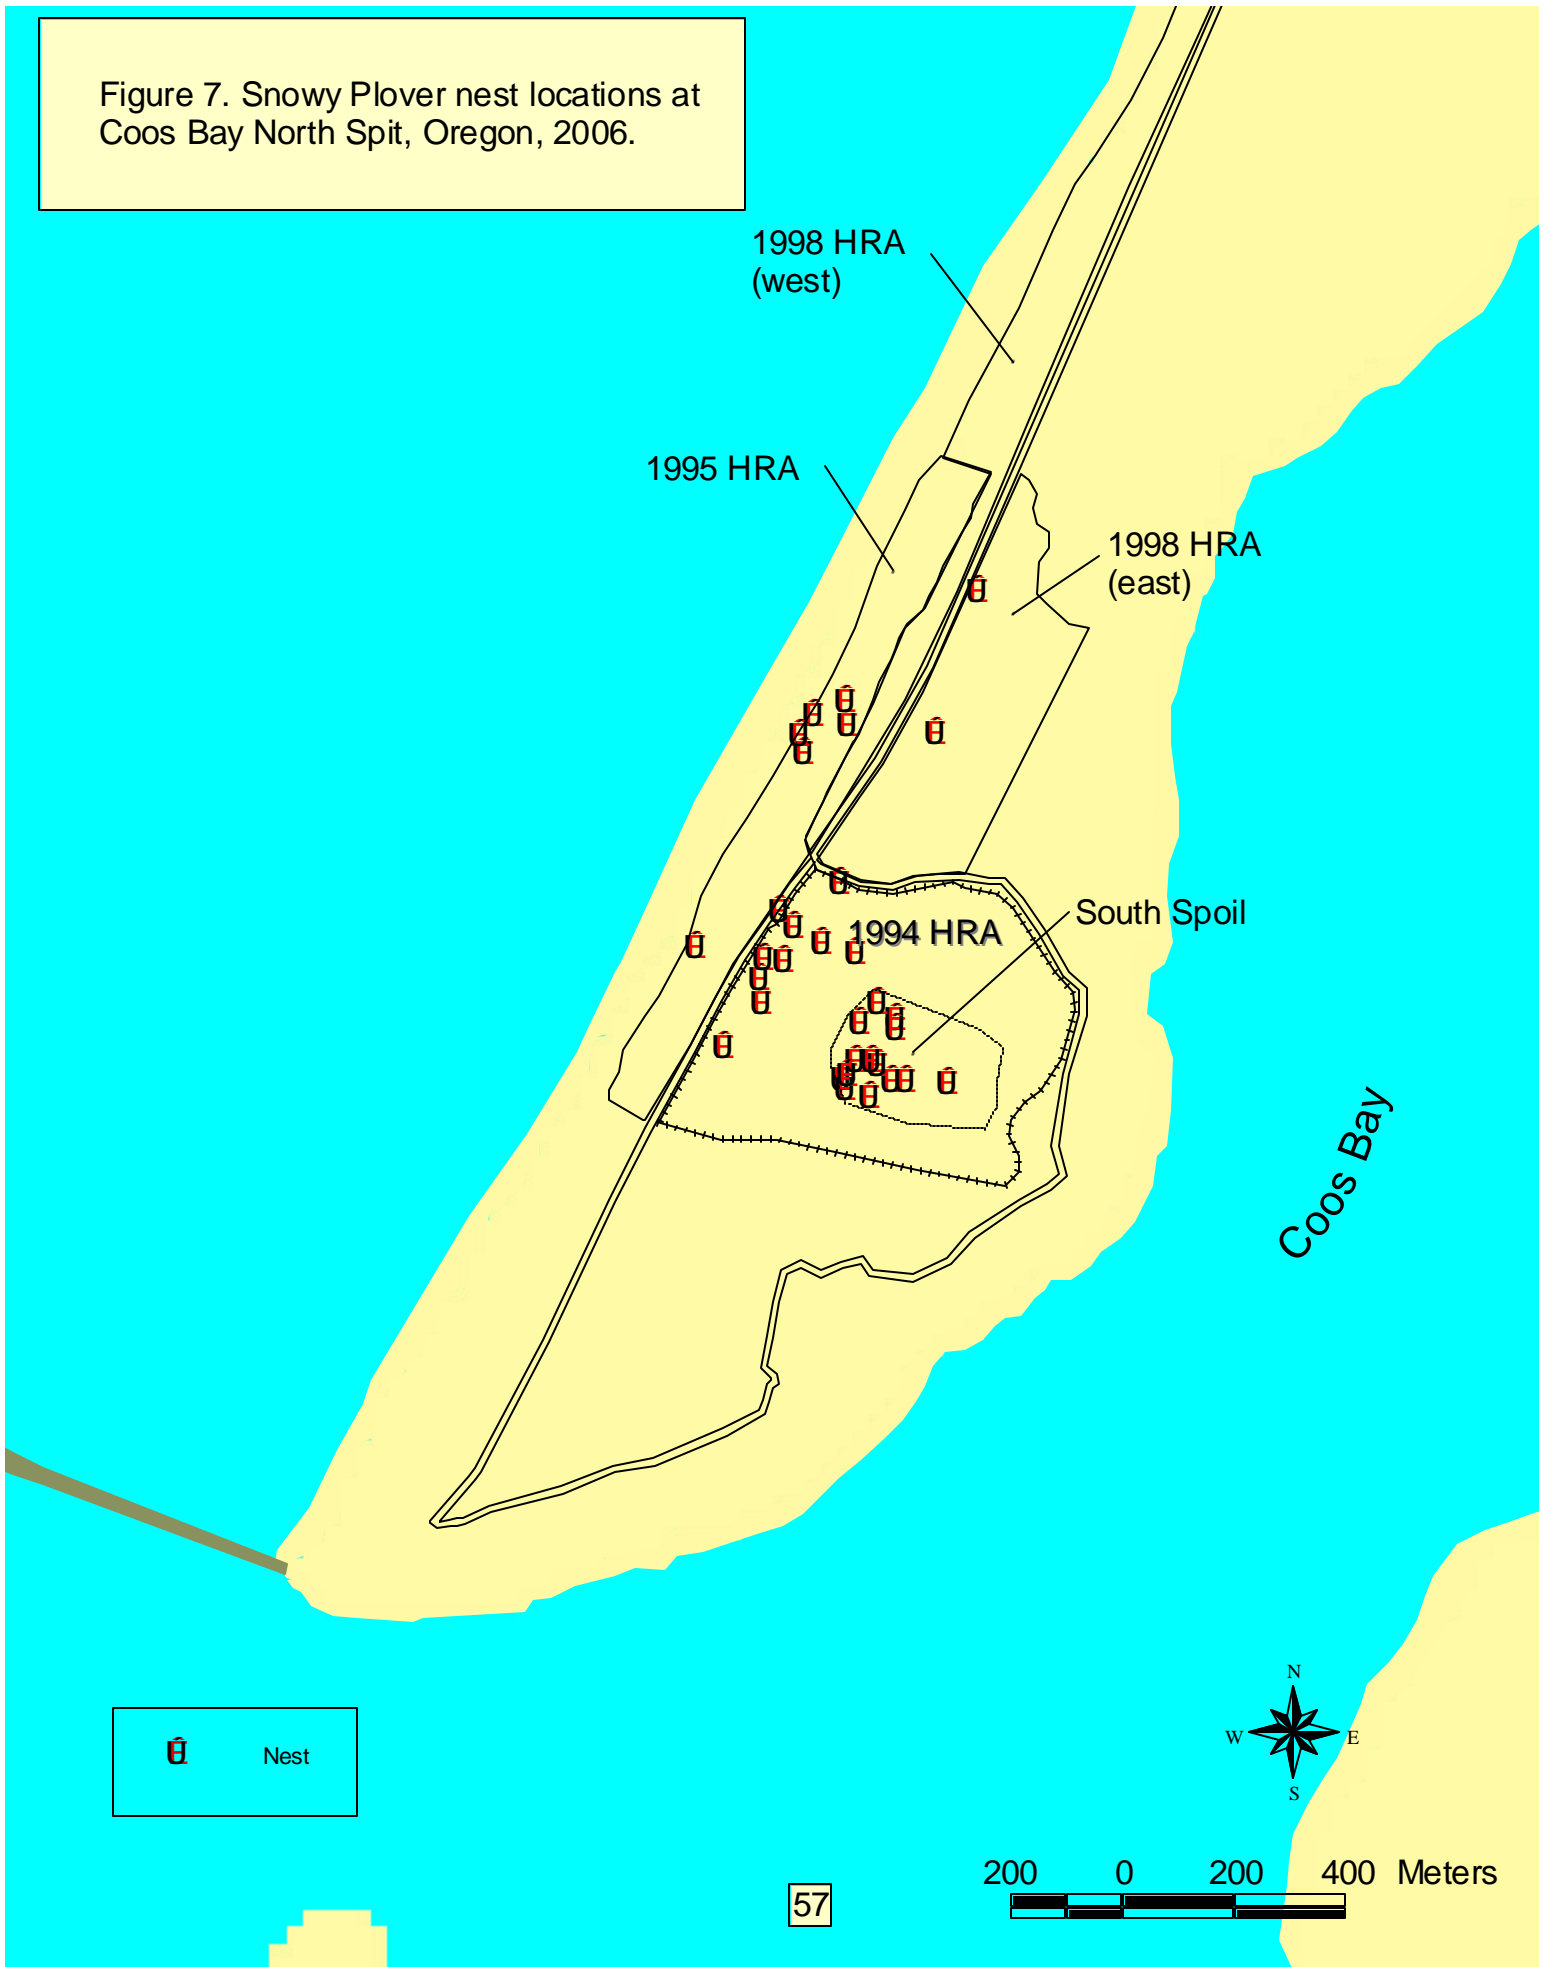 Figure 7. Snowy Plover nest locations at
Coos Bay North Spit, Oregon, 2006.
1998 HRA
(west)
1995 HRA
1998 HRA
(east)
South Spoil
1994 HRA
Coos Bay
Nest
N
W
E
S
200 0 200 400 Meters
57